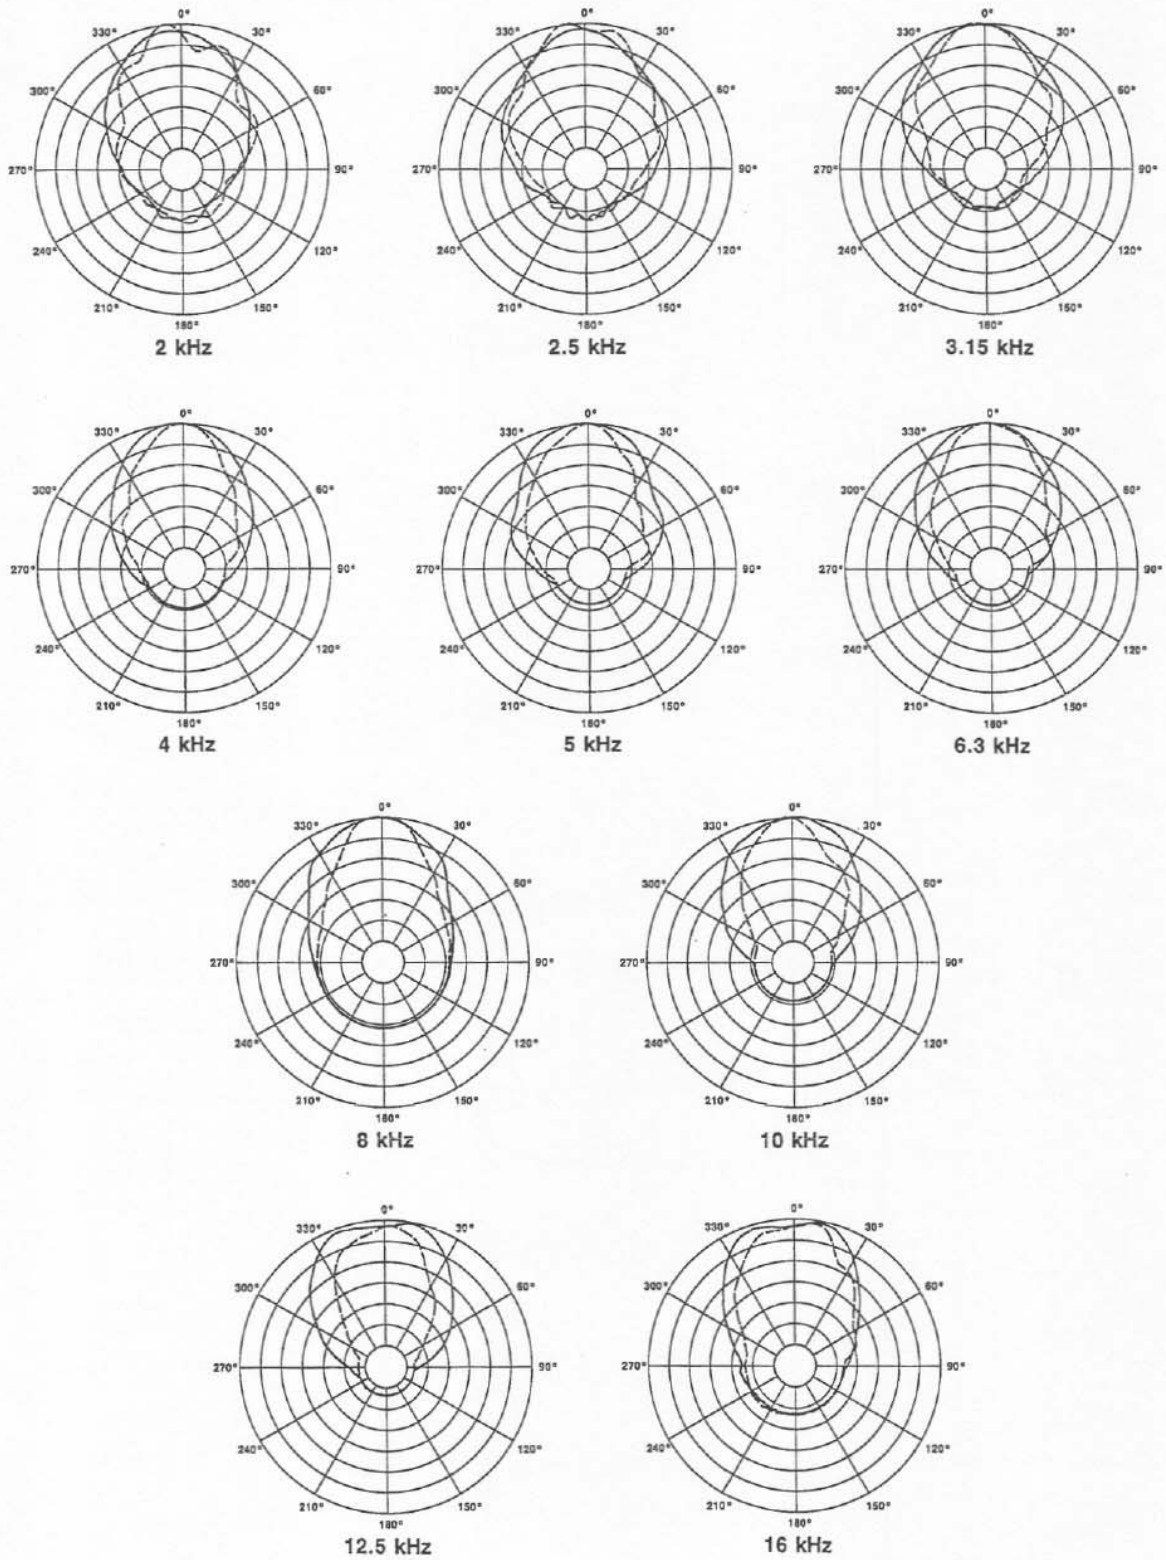 0° 0° 0°
330° 30° 330° 30° 330° 30°
300° 60° 300° 60° 300° 60°
270° 90° 270° 90° 270° 90°
240° 120° 240° 120° 240° 120°
210° 150° 210° 150° 210° 150°
180° 180° 180°
2 kHz 2.5 kHz 3.15 kHz
0° 0° 0°
330° 30° 330° 30° 330° 30°
300° 60° 300° 60° 300° 60°
270° 90° 270° 90° 270° 90°
240° 120° 240° 120° 240° 120°
210° 150° 210° 150° 210° 150°
180° 180° 180°
4 kHz 5 kHz 6.3 kHz
0° 0°
330° 30° 330° 30°
300° 60° 300° 60°
270° 90° 270° 90°
240° 120° 240° 120°
210° 150° 210° 150°
180° 180°
8 kHz 10 kHz
0° 0°
330° 30° 330° 30°
300° 60° 300° 60°
270° 90° 270° 90°
240° 120° 240° 120°
210° 150° 210° 150°
180° 180°
12.5 kHz 16 kHz